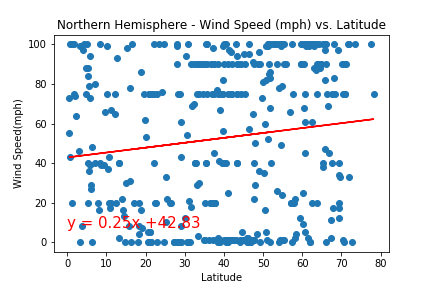 Northern Hemisphere - Wind Speed (mph) vs. Latitude
100
80
60
40
20
0
Wind Speed(mph)
y = 0.25x +42.83
0 10 20 30 40 50 60 70 80
Latitude